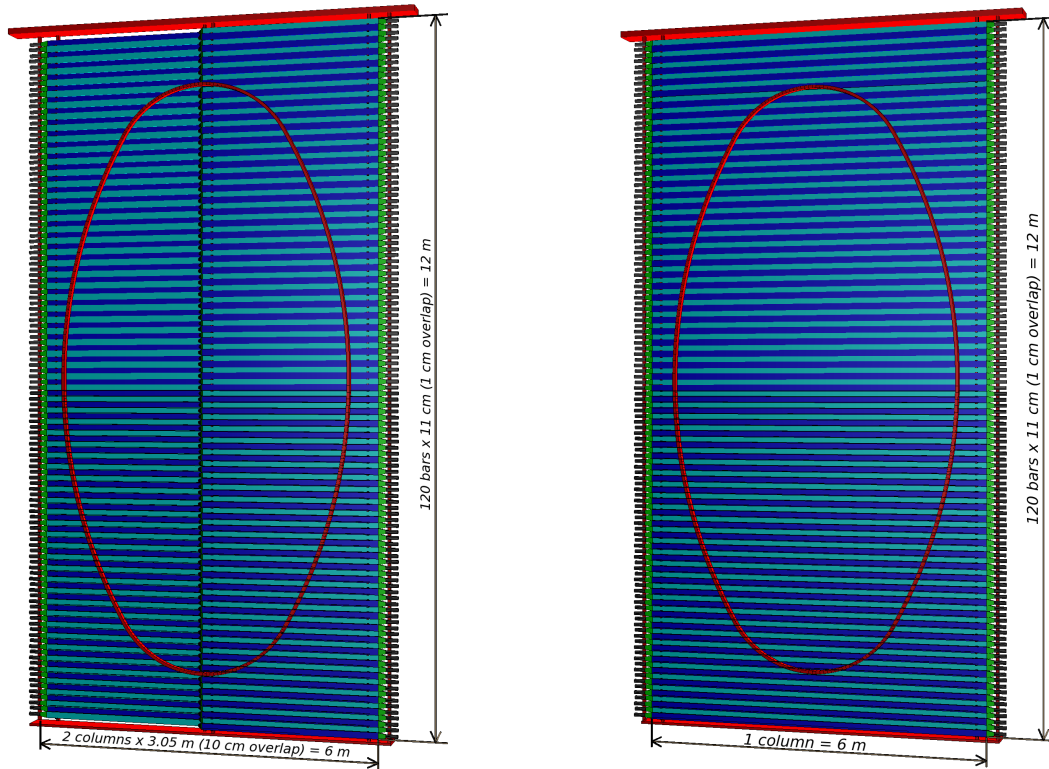 120 bars x 11 cm (1 cm overlap) = 12 m
2 columns x 3.05 m (10 cm overlap) = 6 m
120 bars x 11 cm (1 cm overlap) = 12 m
1 column = 6 m